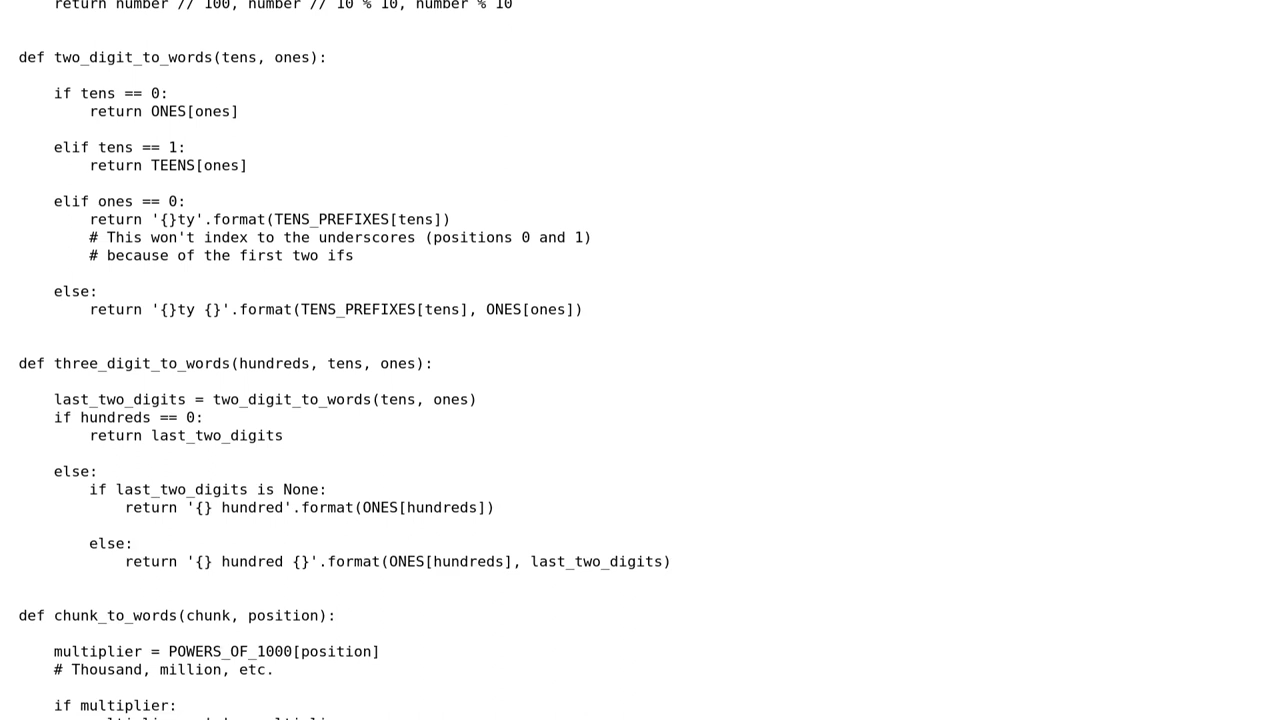 return number // 100, number // 10 % 10, number % 10
def two_digit_to_words(tens, ones):
if tens == 0:
return ONES[ones]
elif tens == 1:
return TEENS[ones]
elif ones == 0:
return '{}ty'.format(TENS_PREFIXES[tens])
# This won't index to the underscores (positions 0 and 1)
# because of the first two ifs
else:
return '{}ty {}'.format(TENS_PREFIXES[tens], ONES[ones])
def three_digit_to_words(hundreds, tens, ones):
last_two_digits = two_digit_to_words(tens, ones)
if hundreds == 0:
return last_two_digits
else:
if last_two_digits is None:
return '{} hundred'.format(ONES[hundreds])
else:
return '{} hundred {}'.format(ONES[hundreds], last_two_digits)
def chunk_to_words(chunk, position):
multiplier = POWERS_OF_1000[position]
# Thousand, million, etc.
if multiplier: